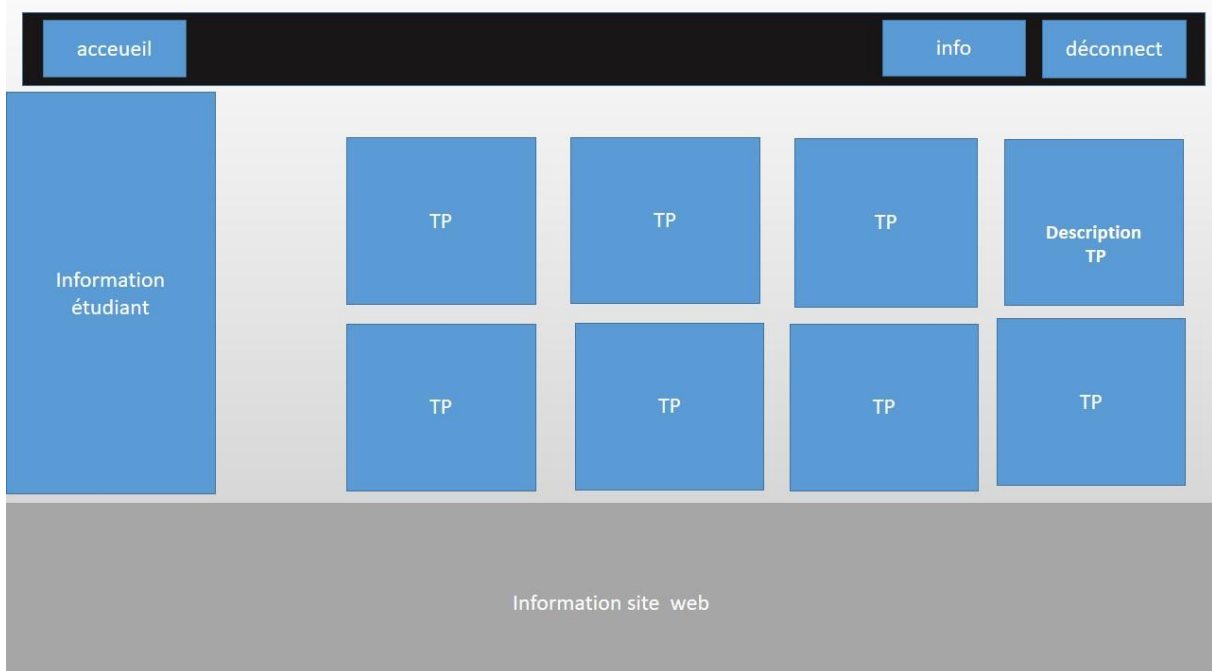 acceueil
info
déconnect
Information
étudiant
TP
TP
TP
Description
TP
TP
TP
TP
TP
Information site  web